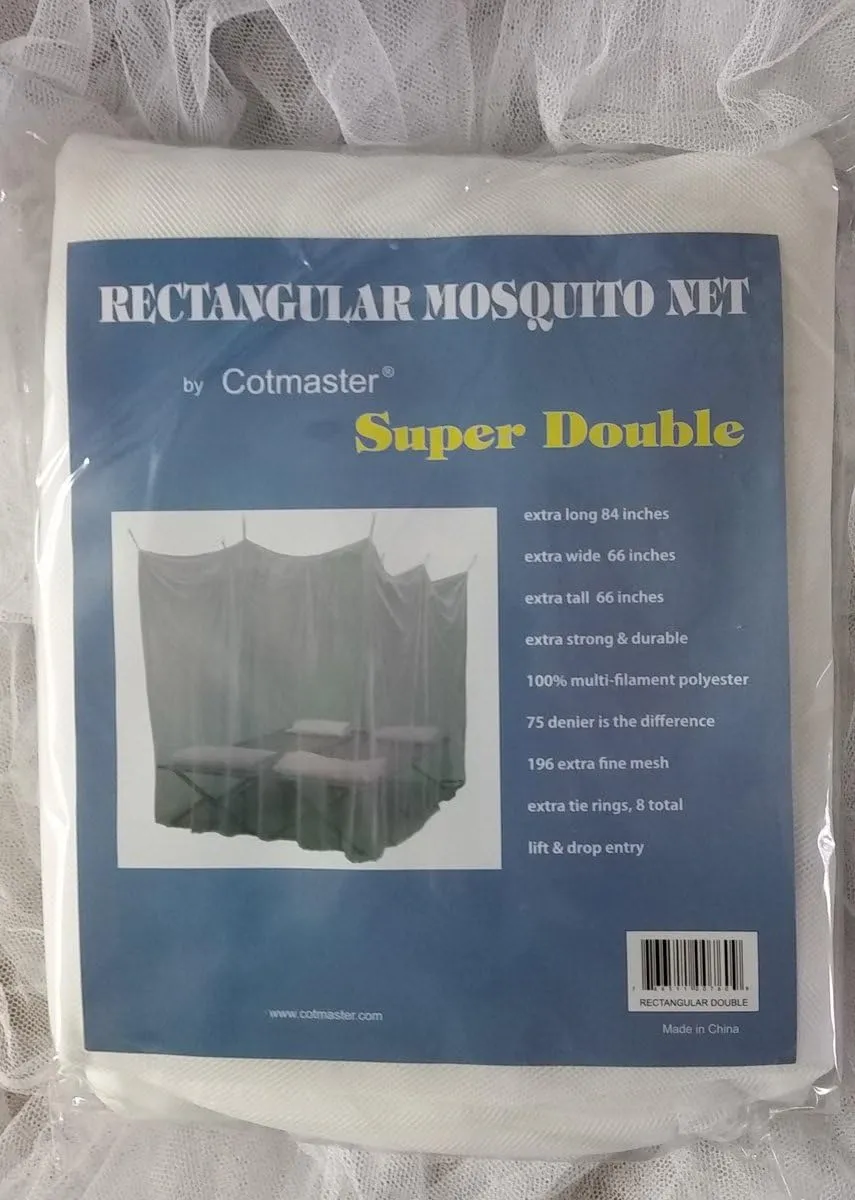 RECTANGULAR MOSQUITO NET
by Cotmaster®
Super Double
extra long 84 inches
extra wide 66 inches
extra tall 66 inches
extra strong & durable
100% multi-filament polyester
75 denier is the difference
196 extra fine mesh
extra tie rings, 8 total
lift & drop entry
RECTANGULAR DOUBLE
www.cotmaster.com
Made in China